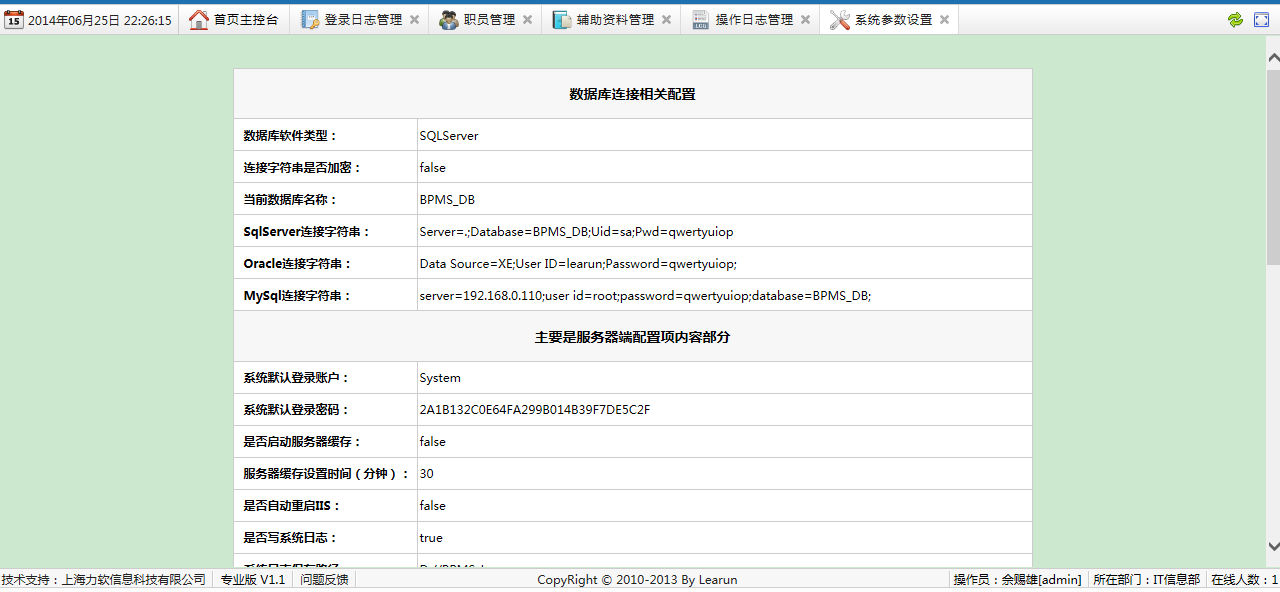 15 2014年06月25日 22:26:15 首页主控台 登录日志管理 职员管理 辅助资料管理 操作日志管理 系统参数设置
数据库连接相关配置
数据库软件类型： SQLServer
连接字符串是否加密： false
当前数据库名称： BPMS_DB
SqlServer连接字符串： Server=.;Database=BPMS_DB;Uid=sa;Pwd=qwertyuiop
Oracle连接字符串： Data Source=XE;User ID=learun;Password=qwertyuiop;
MySql连接字符串： server=192.168.0.110;user id=root;password=qwertyuiop;database=BPMS_DB;
主要是服务器端配置项内容部分
系统默认登录账户： System
系统默认登录密码： 2A1B132C0E64FA299B014B39F7DE5C2F
是否启动服务器缓存： false
服务器缓存设置时间（分钟）： 30
是否自动重启IIS： false
是否写系统日志： true
技术支持：上海力软信息科技有限公司 专业版 V1.1 问题反馈 CopyRight © 2010-2013 By Learun 操作员：余赐雄[admin] 所在部门：IT信息部 在线人数：1